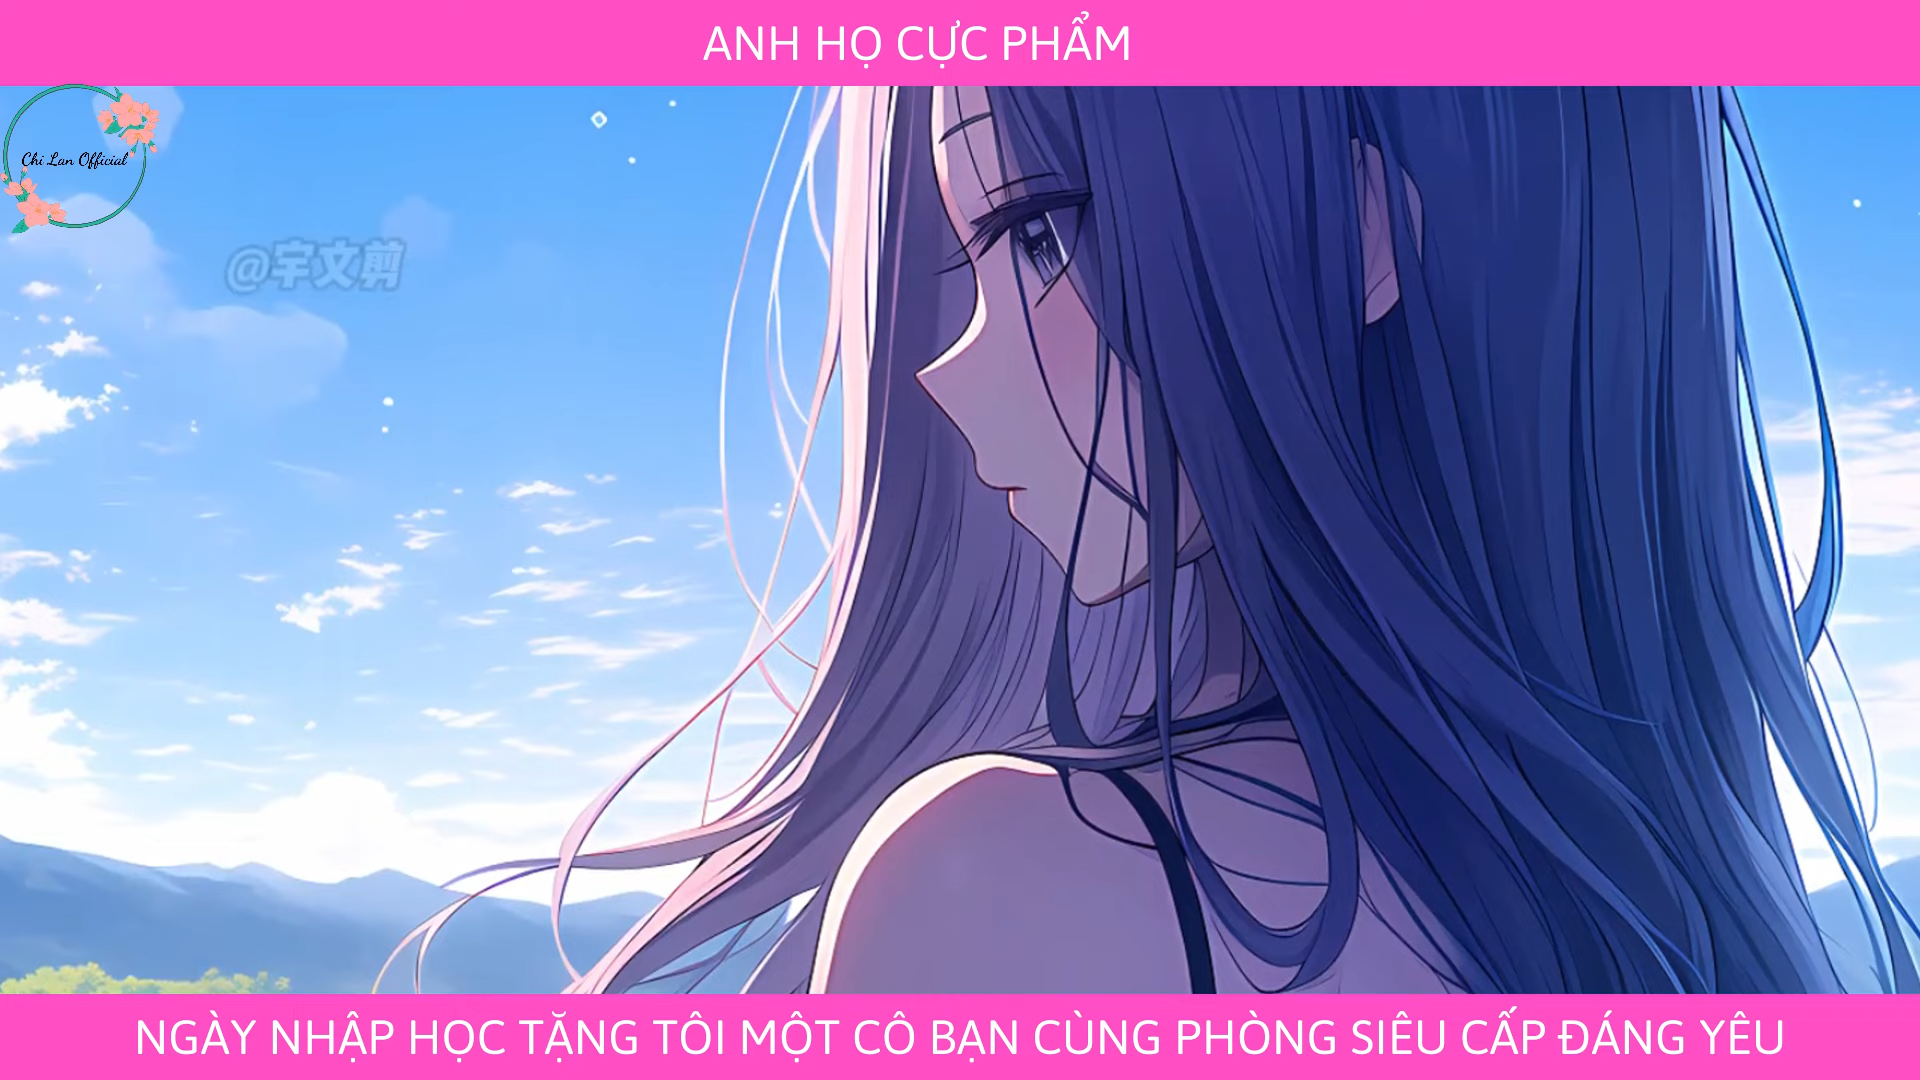 ANH HỌ CỰC PHẨM
Chi Lan Official
@宇文剪
NGÀY NHẬP HỌC TẶNG TÔI MỘT CÔ BẠN CÙNG PHÒNG SIÊU CẤP ĐÁNG YÊU